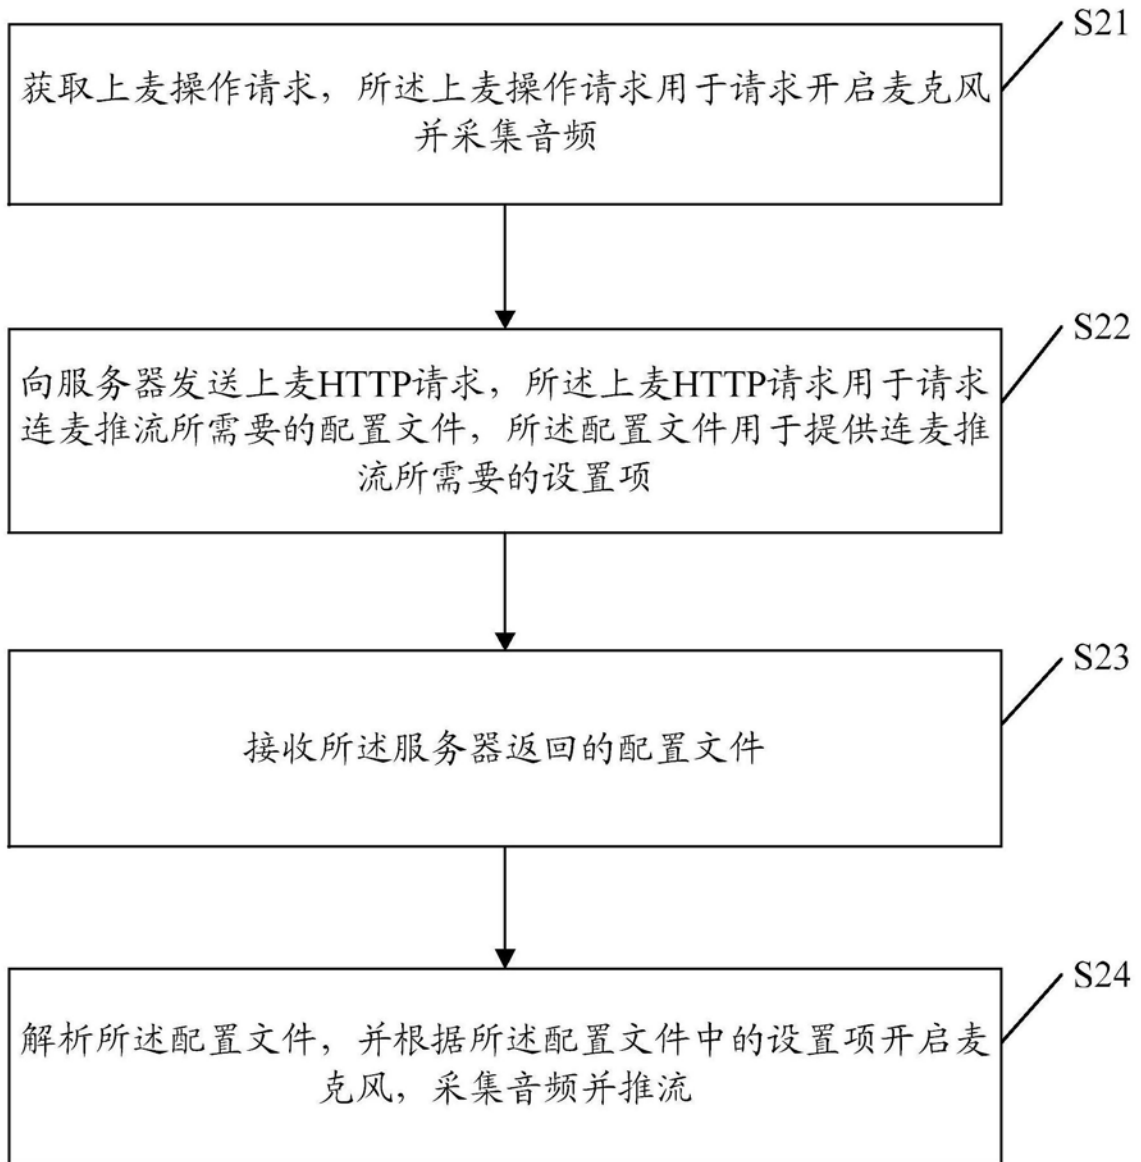 S21
获取上麦操作请求，所述上麦操作请求用于请求开启麦克风
并采集音频
S22
向服务器发送上麦HTTP请求，所述上麦HTTP请求用于请求
连麦推流所需要的配置文件，所述配置文件用于提供连麦推
流所需要的设置项
S23
接收所述服务器返回的配置文件
S24
解析所述配置文件，并根据所述配置文件中的设置项开启麦
克风，采集音频并推流